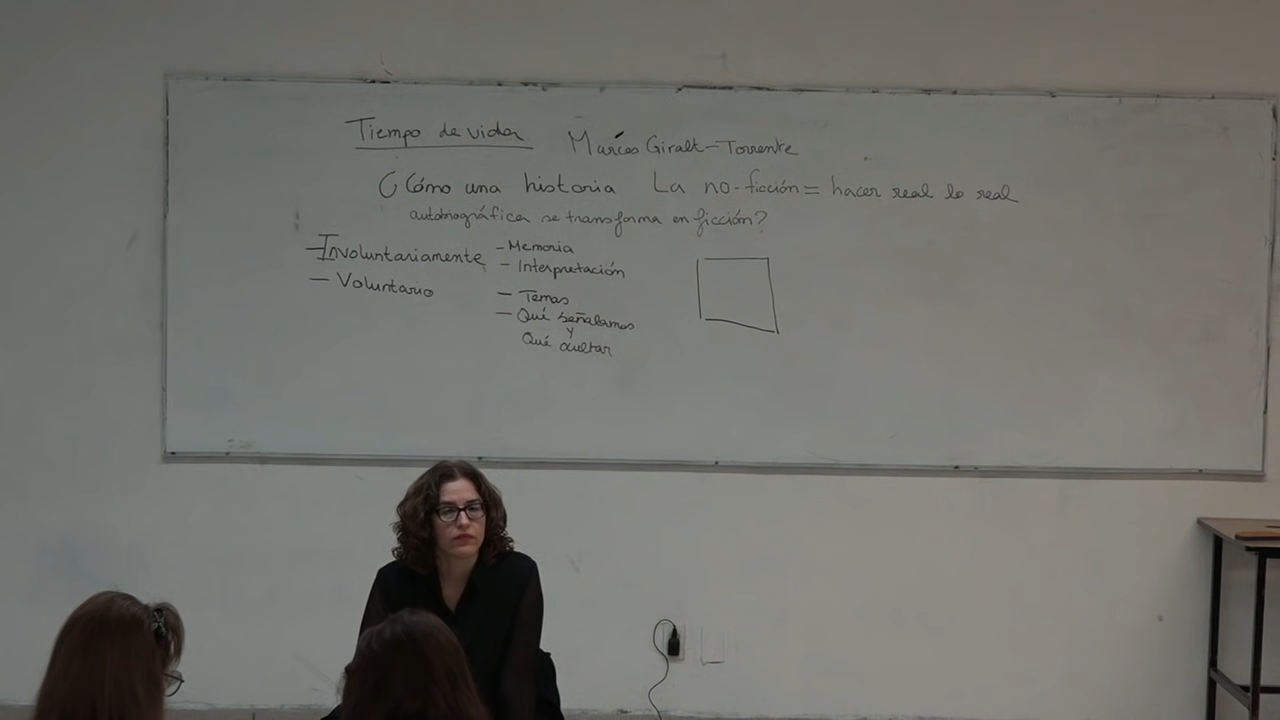 Tiempo de vida Marcos Giralt-Torrente
¿Cómo una historia La no-ficción = hacer real lo real
autobiográfica se transforma en ficción?
- Involuntariamente - Memoria
- Interpretación
- Voluntario - Temas
- Qué señalamos
y
Qué ocultar